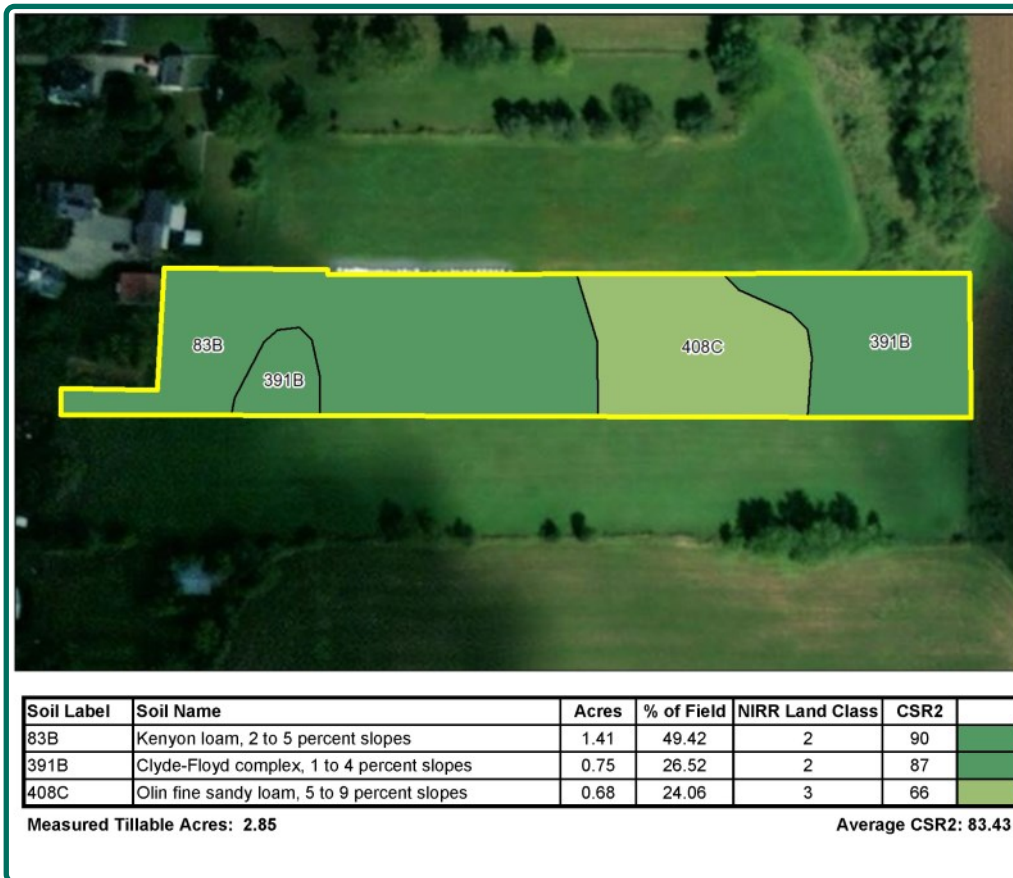 83B
391B
408C
391B
Soil Label Soil Name Acres % of Field NIRR Land Class CSR2
83B Kenyon loam, 2 to 5 percent slopes 1.41 49.42 2 90
391B Clyde-Floyd complex, 1 to 4 percent slopes 0.75 26.52 2 87
408C Olin fine sandy loam, 5 to 9 percent slopes 0.68 24.06 3 66
Measured Tillable Acres: 2.85 Average CSR2: 83.43